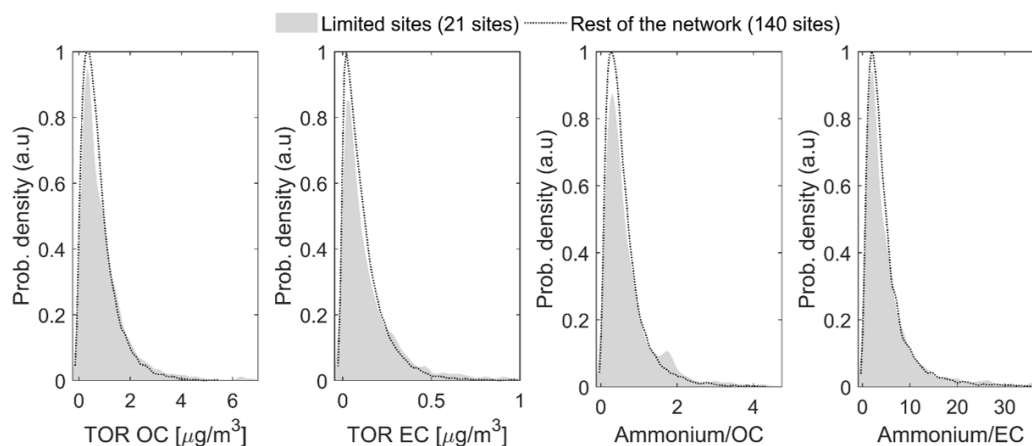 Limited sites (21 sites) Rest of the network (140 sites)
Prob. density (a.u)
1
0.8
0.6
0.4
0.2
0
0 2 4 6
TOR OC [μg/m³]
Prob. density (a.u)
1
0.8
0.6
0.4
0.2
0
0 0.5 1
TOR EC [μg/m³]
Prob. density (a.u)
1
0.8
0.6
0.4
0.2
0
0 2 4
Ammonium/OC
Prob. density (a.u)
1
0.8
0.6
0.4
0.2
0
0 10 20 30
Ammonium/EC